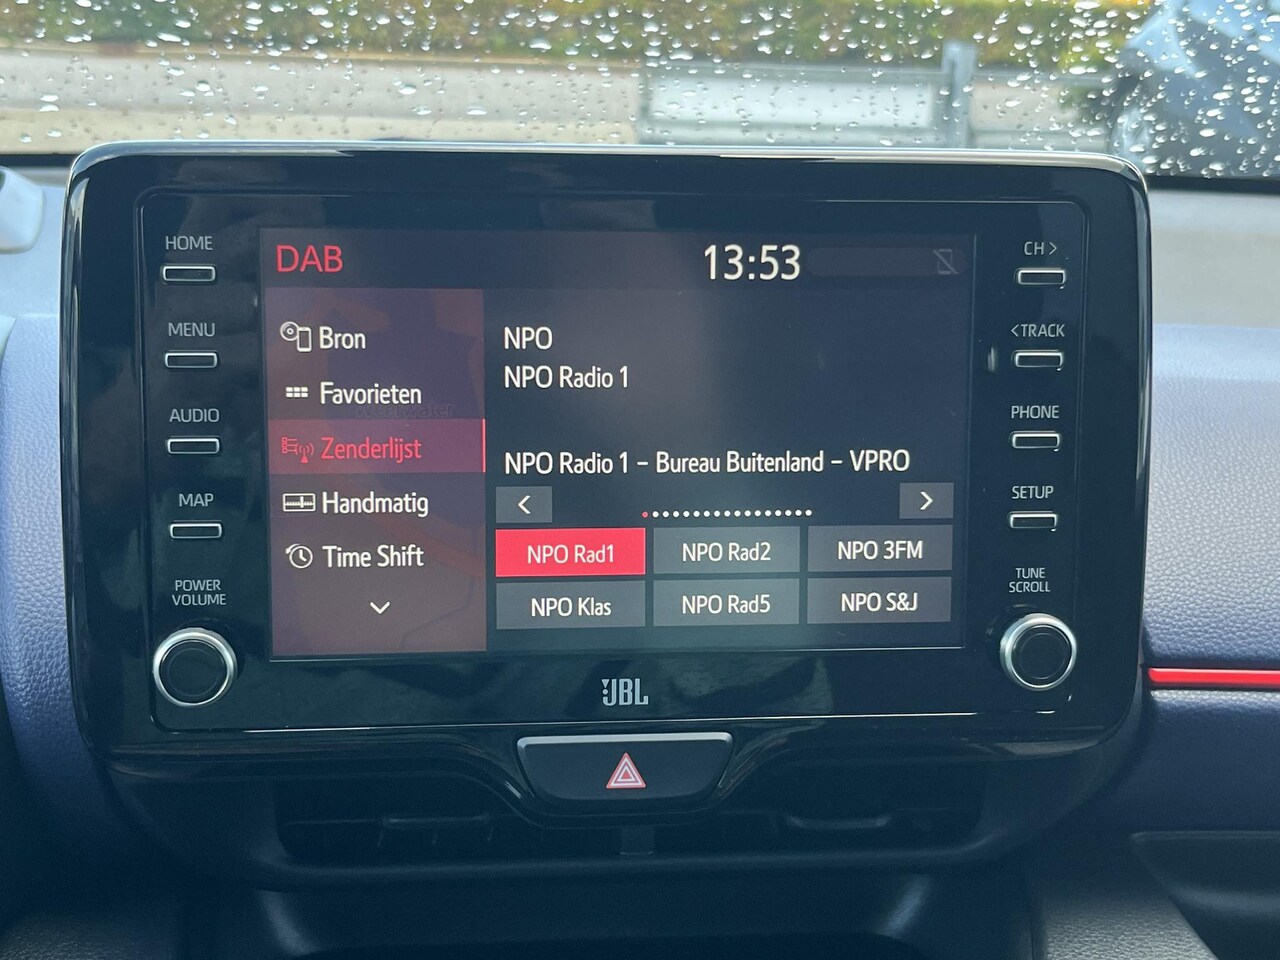 HOME
MENU
AUDIO
MAP
POWER
VOLUME
DAB
13:53
Bron
Favorieten
Zenderlijst
Handmatig
Time Shift
NPO
NPO Radio 1
NPO Radio 1 - Bureau Buitenland - VPRO
NPO Rad1
NPO Rad2
NPO 3FM
NPO Klas
NPO Rad5
NPO S&J
CH >
< TRACK
PHONE
SETUP
TUNE
SCROLL
JBL